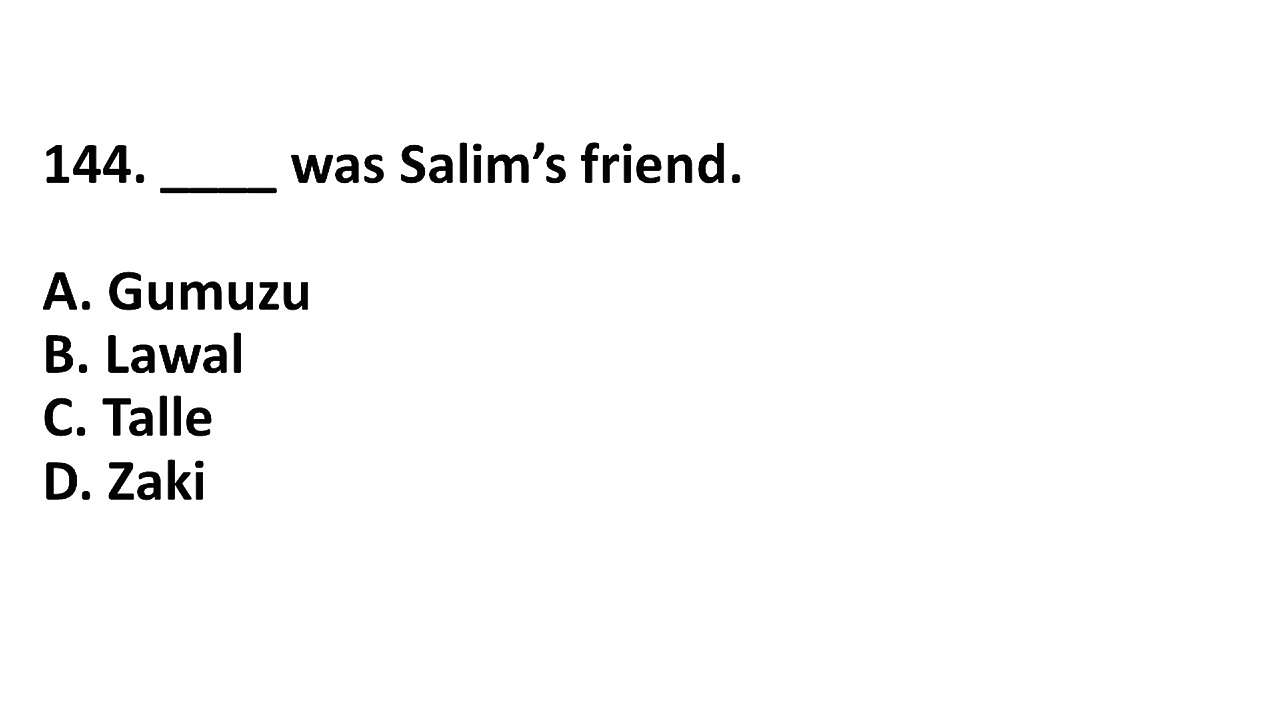 144. ____ was Salim’s friend.
A. Gumuzu
B. Lawal
C. Talle
D. Zaki